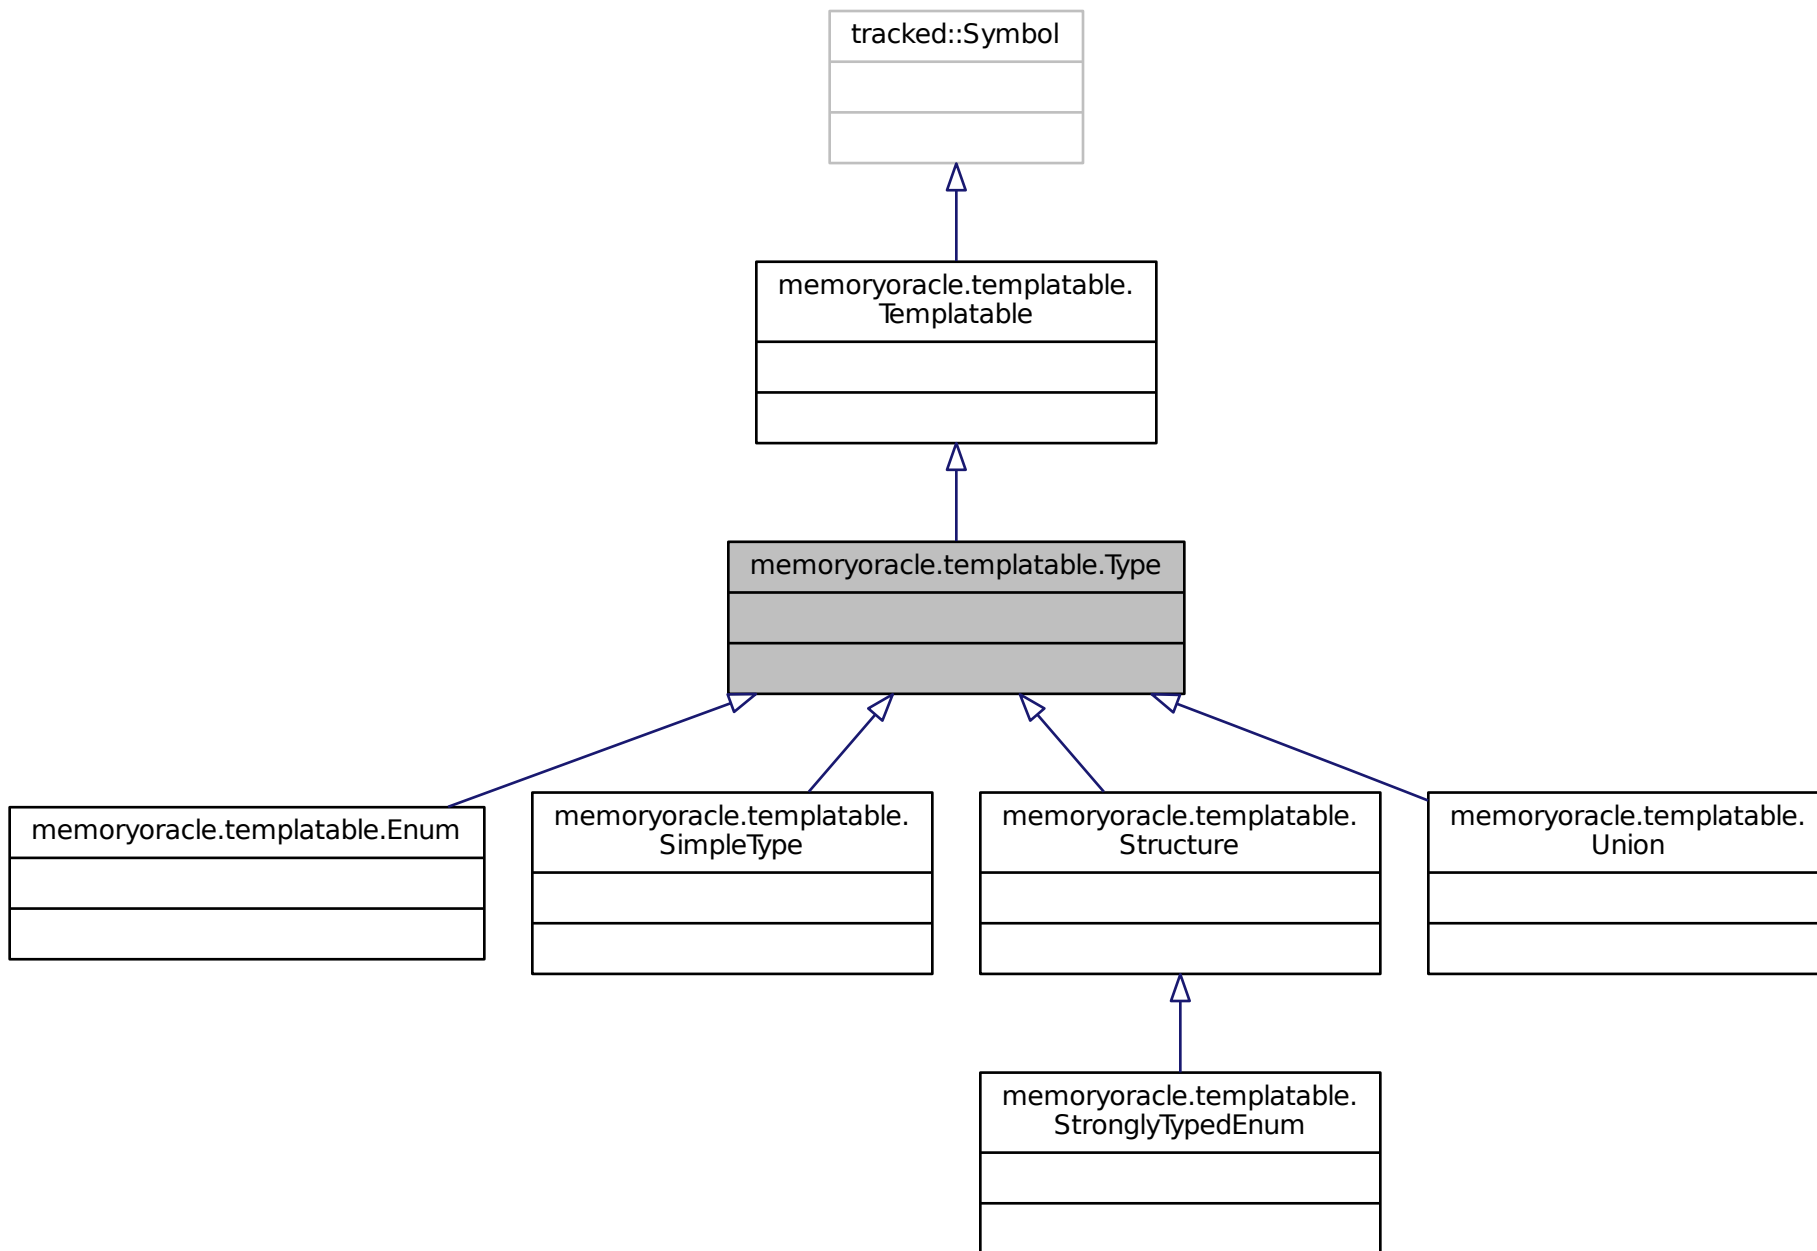 tracked::Symbol
memoryoracle.templatable.
Templatable
memoryoracle.templatable.Type
memoryoracle.templatable.Enum
memoryoracle.templatable.
SimpleType
memoryoracle.templatable.
Structure
memoryoracle.templatable.
Union
memoryoracle.templatable.
StronglyTypedEnum